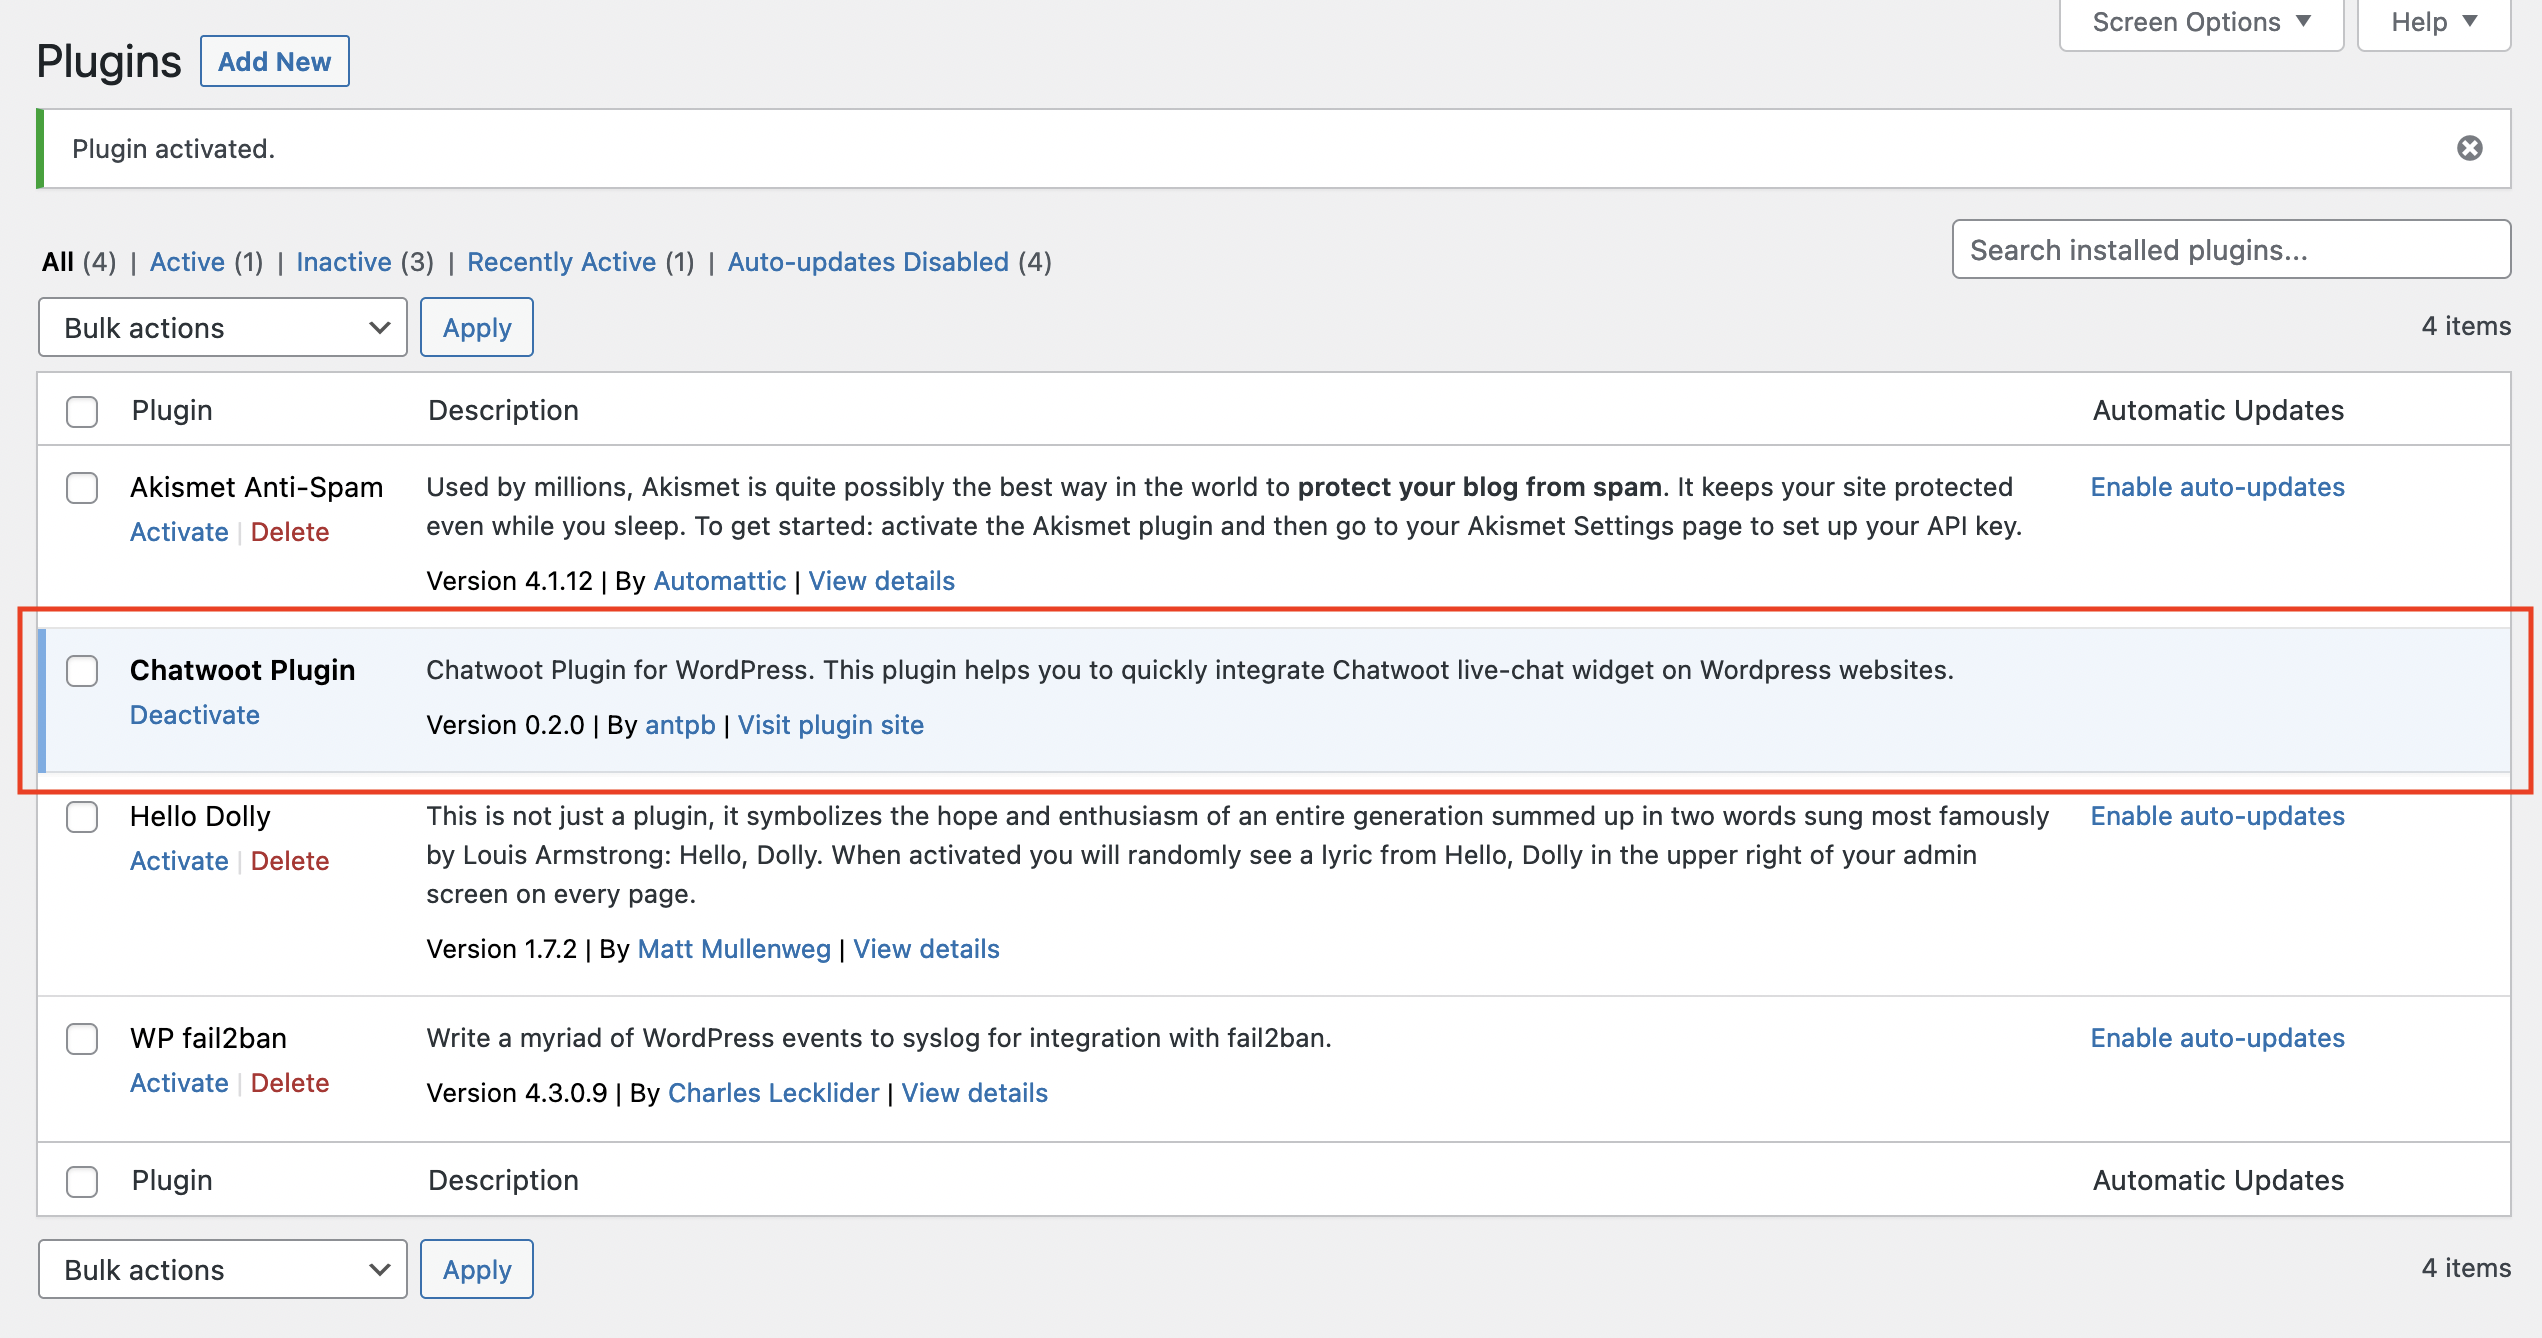 Screen Options ▼
Help ▼
Plugins
Add New
Plugin activated.
All (4) | Active (1) | Inactive (3) | Recently Active (1) | Auto-updates Disabled (4)
Search installed plugins...
Bulk actions
Apply
4 items
Plugin
Description
Automatic Updates
Akismet Anti-Spam
Activate | Delete
Used by millions, Akismet is quite possibly the best way in the world to protect your blog from spam. It keeps your site protected
even while you sleep. To get started: activate the Akismet plugin and then go to your Akismet Settings page to set up your API key.
Version 4.1.12 | By Automattic | View details
Enable auto-updates
Chatwoot Plugin
Deactivate
Chatwoot Plugin for WordPress. This plugin helps you to quickly integrate Chatwoot live-chat widget on Wordpress websites.
Version 0.2.0 | By antpb | Visit plugin site
Hello Dolly
Activate | Delete
This is not just a plugin, it symbolizes the hope and enthusiasm of an entire generation summed up in two words sung most famously
by Louis Armstrong: Hello, Dolly. When activated you will randomly see a lyric from Hello, Dolly in the upper right of your admin
screen on every page.
Version 1.7.2 | By Matt Mullenweg | View details
Enable auto-updates
WP fail2ban
Activate | Delete
Write a myriad of WordPress events to syslog for integration with fail2ban.
Version 4.3.0.9 | By Charles Lecklider | View details
Enable auto-updates
Plugin
Description
Automatic Updates
Bulk actions
Apply
4 items